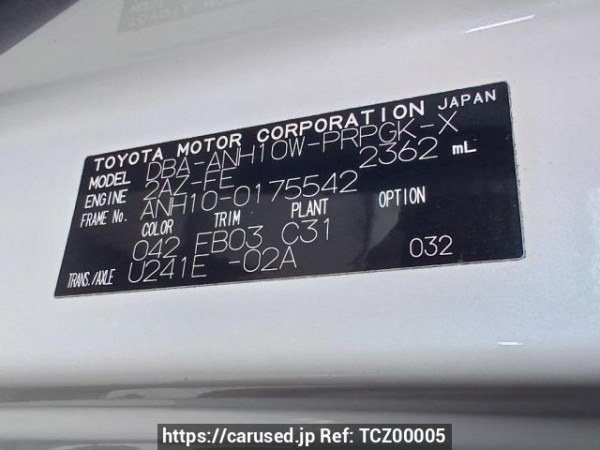 TOYOTA MOTOR CORPORATION JAPAN
MODEL DBA-ANH10W-PRPGK-X
ENGINE 2AZ-FE 2362 mL
FRAME No. ANH10-0175542
COLOR TRIM PLANT OPTION
042 FB03 C31
TRANS./AXLE U241E -02A 032
https://carused.jp Ref: TCZ00005